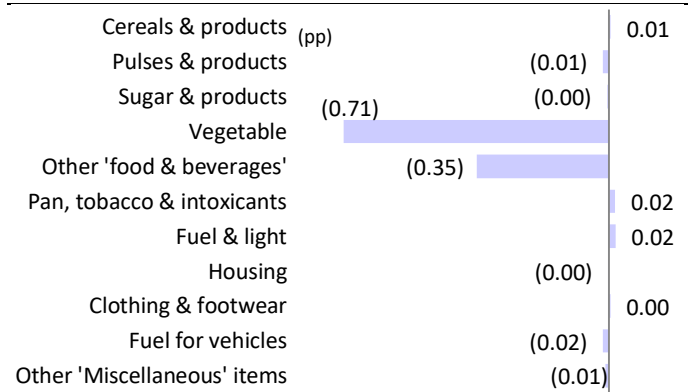 Cereals & products (pp) 0.01
Pulses & products (0.01)
Sugar & products (0.00)
Vegetable (0.71)
Other 'food & beverages' (0.35)
Pan, tobacco & intoxicants 0.02
Fuel & light 0.02
Housing (0.00)
Clothing & footwear 0.00
Fuel for vehicles (0.02)
Other 'Miscellaneous' items (0.01)